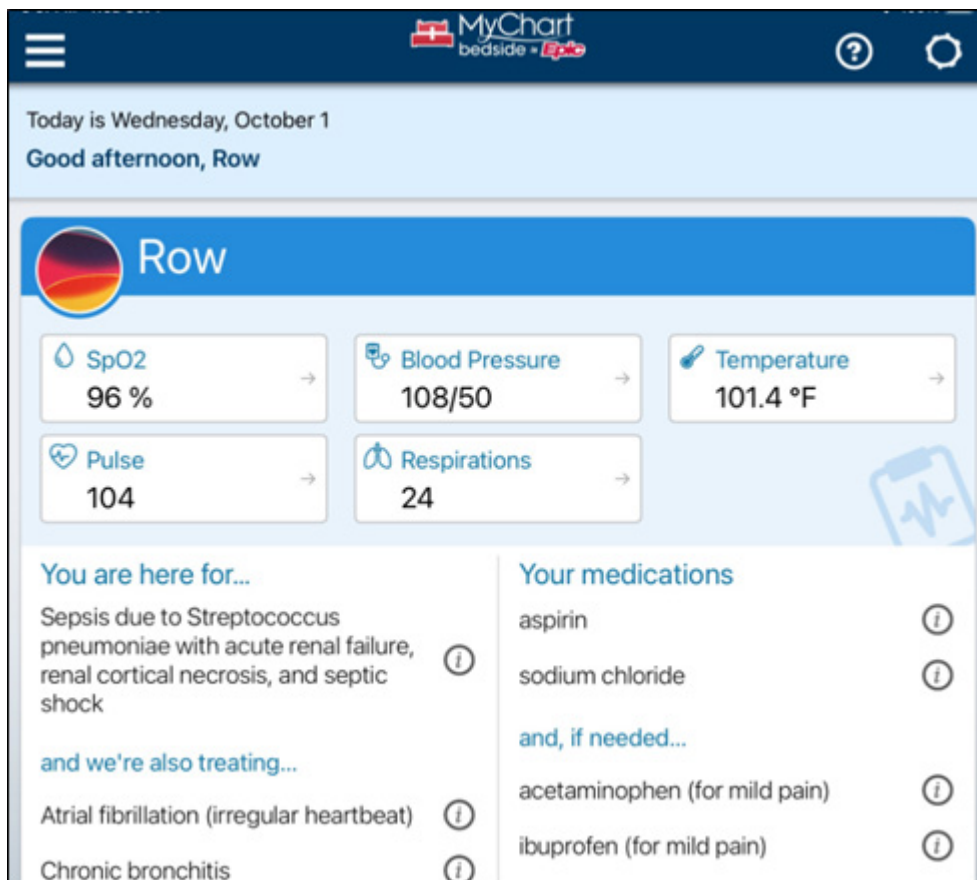 MyChart
bedside • Epic
Today is Wednesday, October 1
Good afternoon, Row
Row
SpO2
96 %
Blood Pressure
108/50
Temperature
101.4 °F
Pulse
104
Respirations
24
You are here for...
Sepsis due to Streptococcus
pneumoniae with acute renal failure,
renal cortical necrosis, and septic
shock
and we're also treating...
Atrial fibrillation (irregular heartbeat)
Chronic bronchitis
Your medications
aspirin
sodium chloride
and, if needed...
acetaminophen (for mild pain)
ibuprofen (for mild pain)